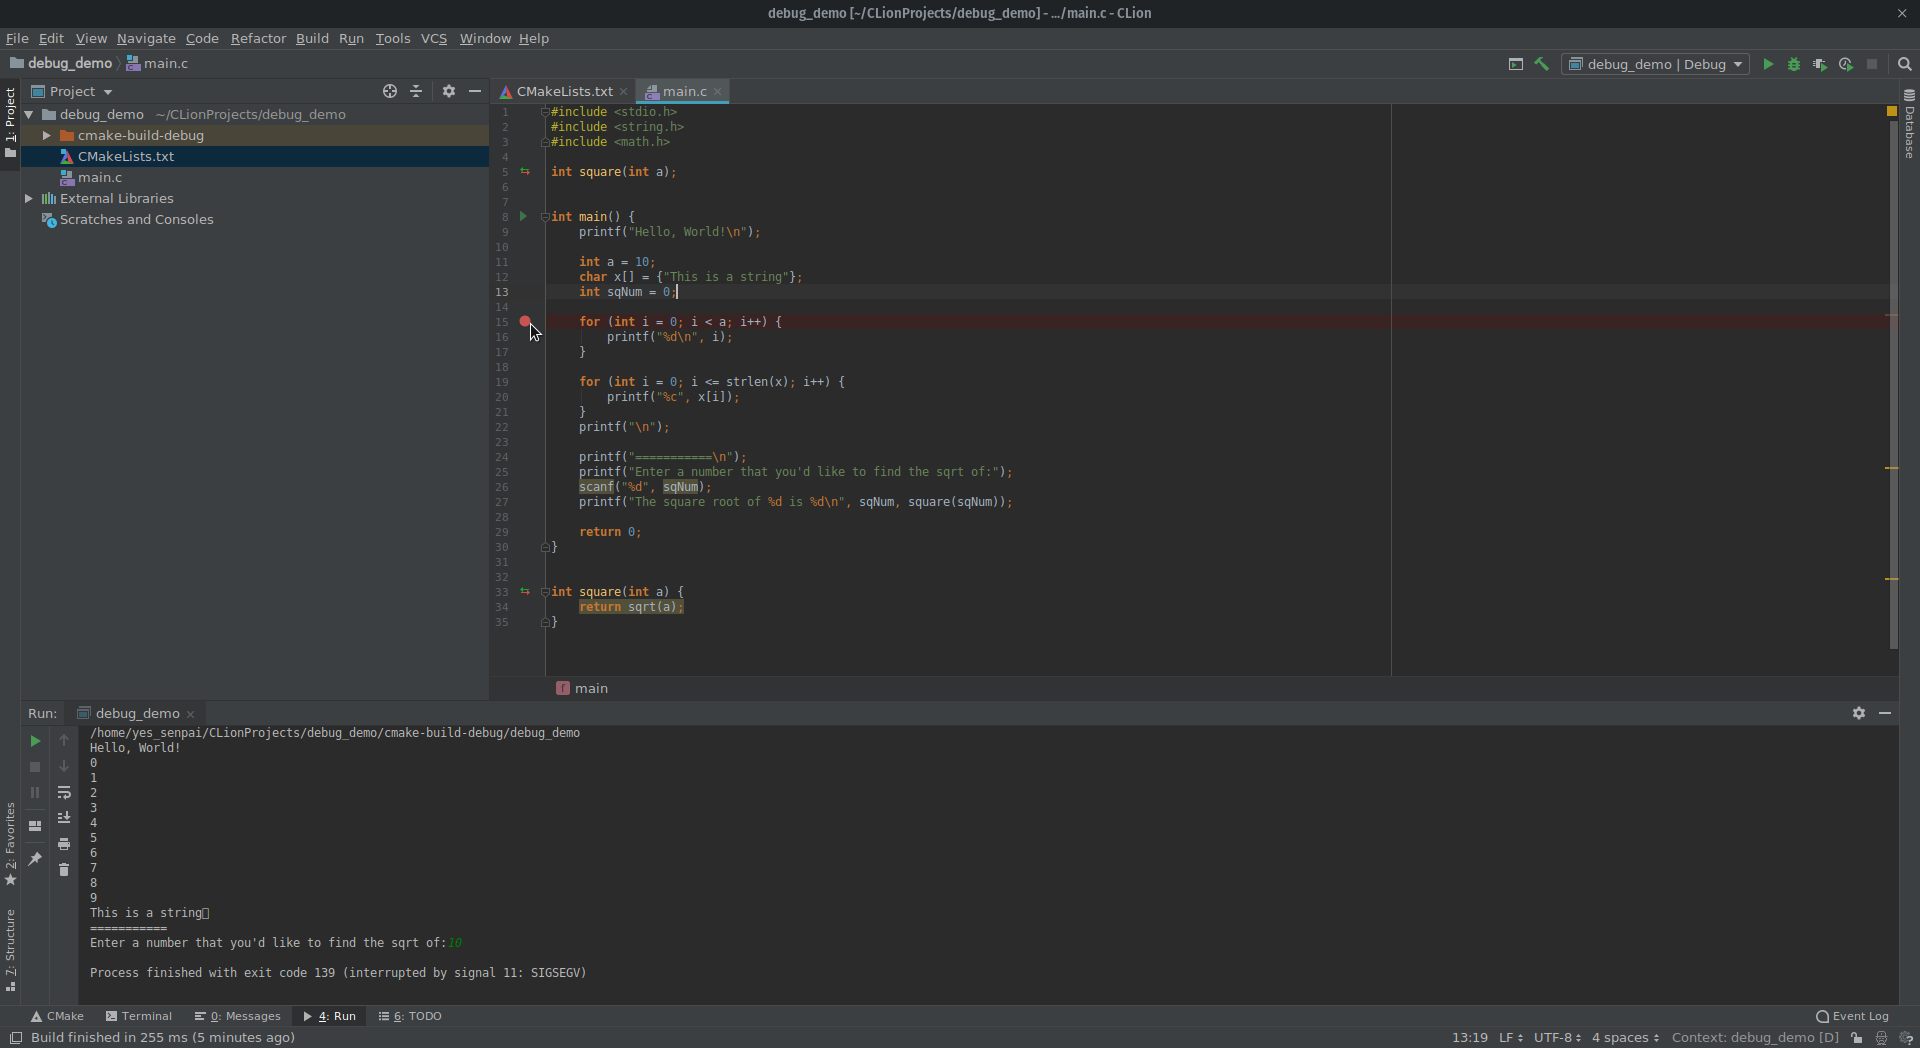 debug_demo [~/CLionProjects/debug_demo] - .../main.c - CLion
File Edit View Navigate Code Refactor Build Run Tools VCS Window Help
debug_demo main.c
debug_demo | Debug
1: Project
Project
debug_demo ~/CLionProjects/debug_demo
cmake-build-debug
CMakeLists.txt
main.c
External Libraries
Scratches and Consoles
CMakeLists.txt main.c
1 #include <stdio.h>
2 #include <string.h>
3 #include <math.h>
4
5 int square(int a);
6
7
8 int main() {
9 printf("Hello, World!\n");
10
11 int a = 10;
12 char x[] = {"This is a string"};
13 int sqNum = 0;
14
15 for (int i = 0; i < a; i++) {
16 printf("%d\n", i);
17 }
18
19 for (int i = 0; i <= strlen(x); i++) {
20 printf("%c", x[i]);
21 }
22 printf("\n");
23
24 printf("===========\n");
25 printf("Enter a number that you'd like to find the sqrt of:");
26 scanf("%d", sqNum);
27 printf("The square root of %d is %d\n", sqNum, square(sqNum));
28
29 return 0;
30 }
31
32
33 int square(int a) {
34 return sqrt(a);
35 }
f main
Database
Run: debug_demo
/home/yes_senpai/CLionProjects/debug_demo/cmake-build-debug/debug_demo
Hello, World!
0
1
2
3
4
5
6
7
8
9
This is a string
===========
Enter a number that you'd like to find the sqrt of:10
Process finished with exit code 139 (interrupted by signal 11: SIGSEGV)
2: Favorites
7: Structure
CMake Terminal 0: Messages 4: Run 6: TODO Event Log
Build finished in 255 ms (5 minutes ago) 13:19 LF UTF-8 4 spaces Context: debug_demo [D]